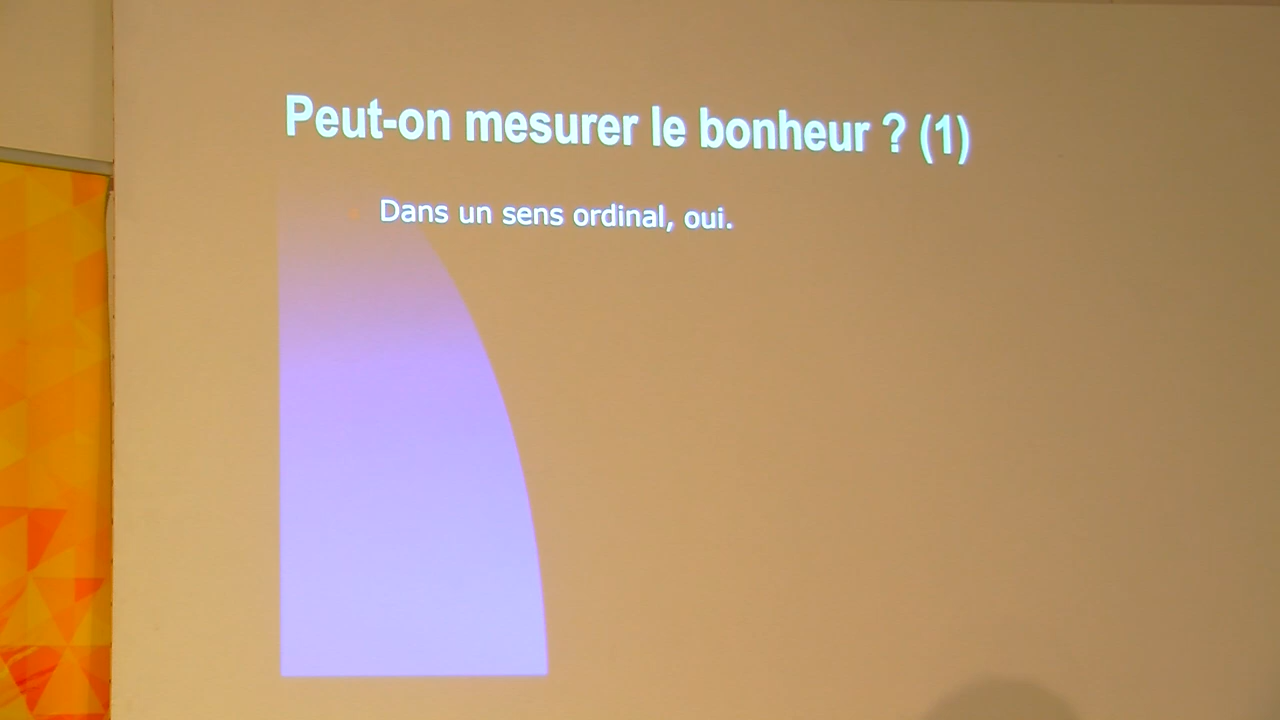 Peut-on mesurer le bonheur ? (1)
Dans un sens ordinal, oui.